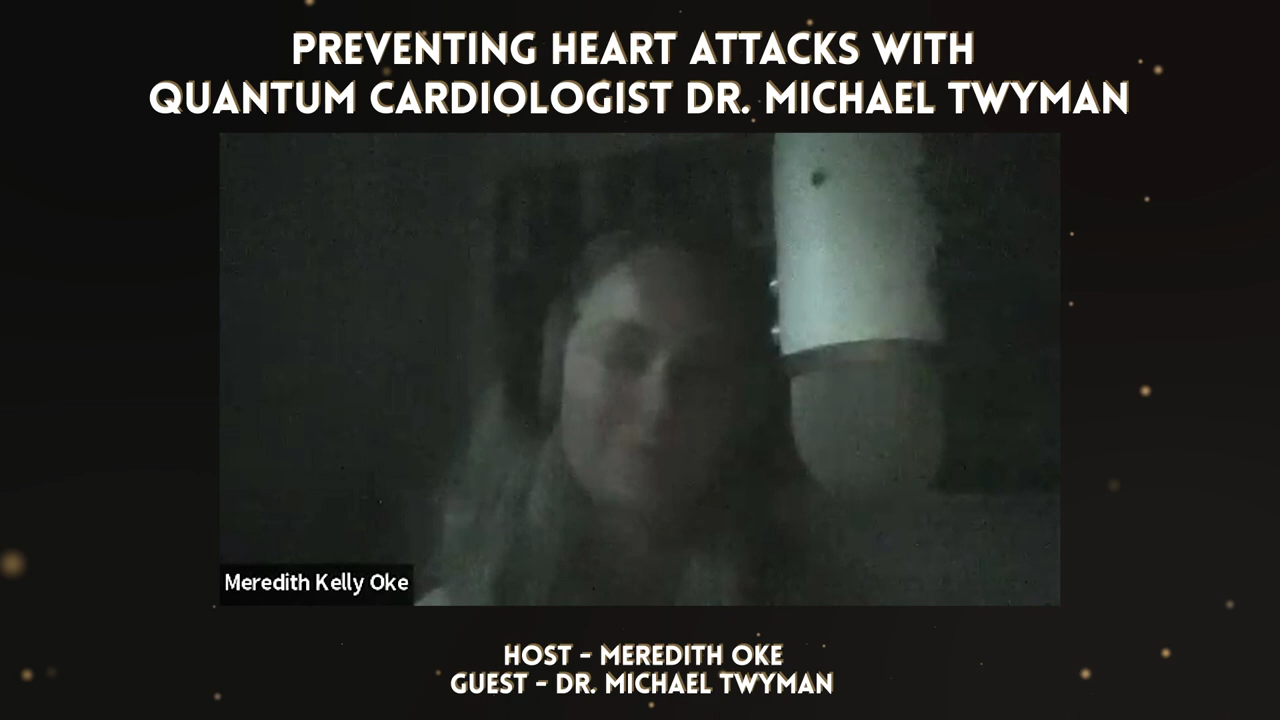 PREVENTING HEART ATTACKS WITH
QUANTUM CARDIOLOGIST DR. MICHAEL TWYMAN
Meredith Kelly Oke
HOST - MEREDITH OKE
GUEST - DR. MICHAEL TWYMAN